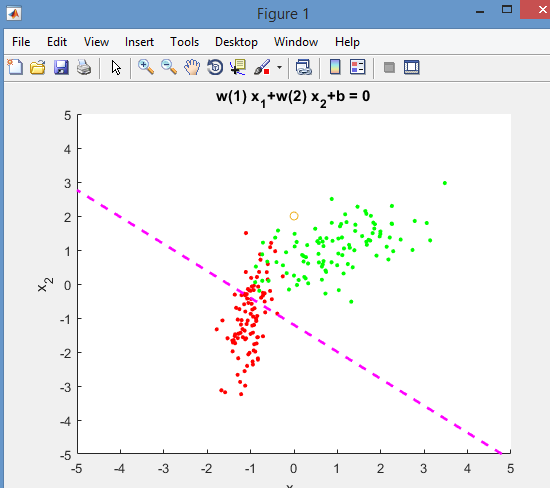 Figure 1
File Edit View Insert Tools Desktop Window Help
w(1) x1+w(2) x2+b = 0
5
4
3
2
1
0
-1
-2
-3
-4
-5
x2
-5 -4 -3 -2 -1 0 1 2 3 4 5